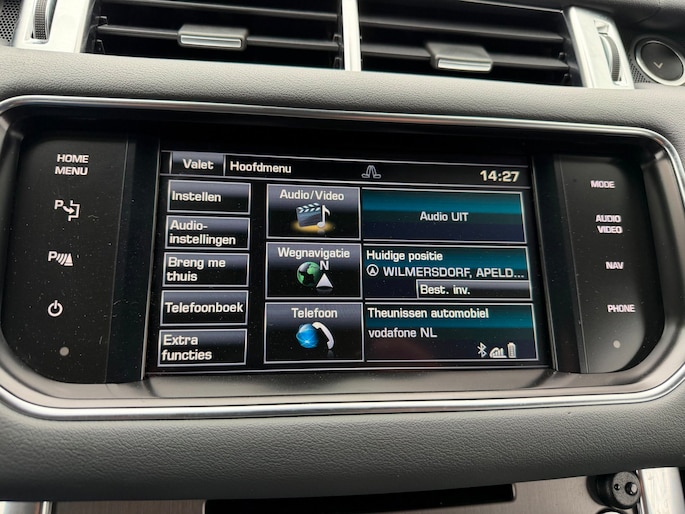 HOME
MENU
P
P
Valet
Hoofdmenu
14:27
Instellen
Audio-
instellingen
Breng me
thuis
Telefoonboek
Extra
functies
Audio/Video
Audio UIT
Wegnavigatie
N
Huidige positie
WILMERSDORF, APELD...
Best. inv.
Telefoon
Theunissen automobiel
vodafone NL
MODE
AUDIO
VIDEO
NAV
PHONE